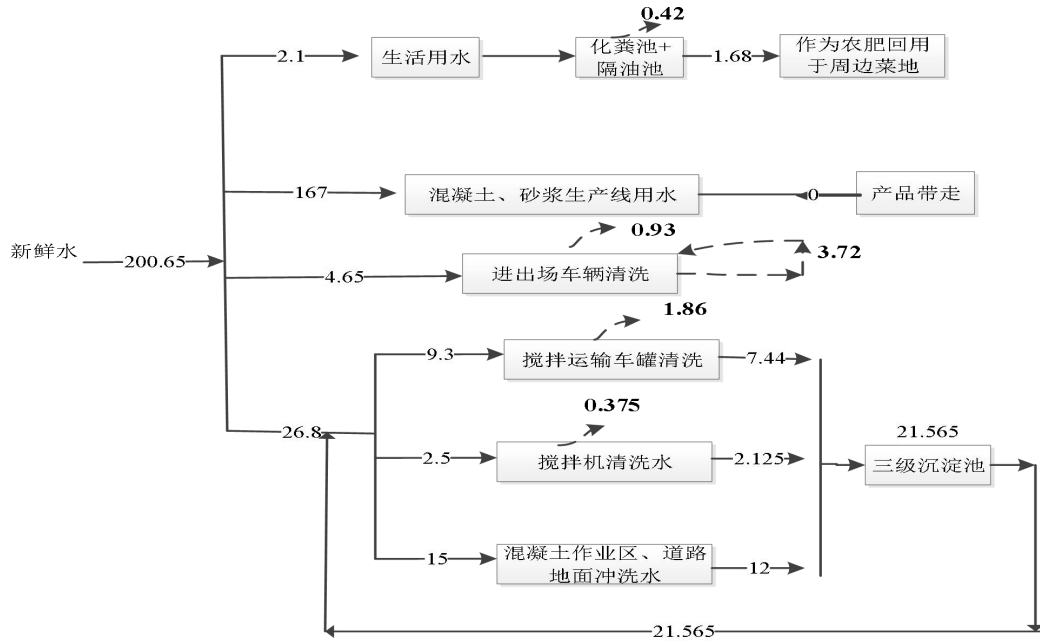 0.42
2.1
生活用水
化粪池+
隔油池
1.68
作为农肥回用
于周边菜地
167
混凝土、砂浆生产线用水
0
产品带走
新鲜水
200.65
0.93
4.65
进出场车辆清洗
3.72
1.86
9.3
搅拌运输车罐清洗
7.44
0.375
26.8
2.5
搅拌机清洗水
2.125
21.565
三级沉淀池
15
混凝土作业区、道路
地面冲洗水
12
21.565